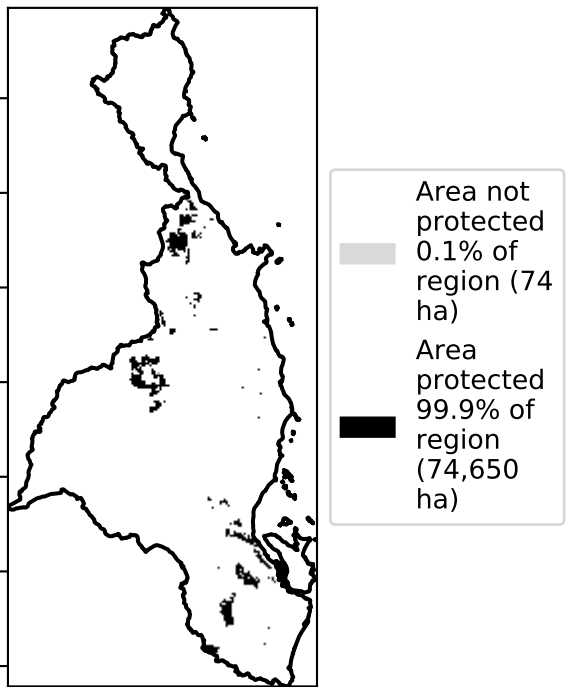 Area not
protected
0.1% of
region (74
ha)
Area
protected
99.9% of
region
(74,650
ha)